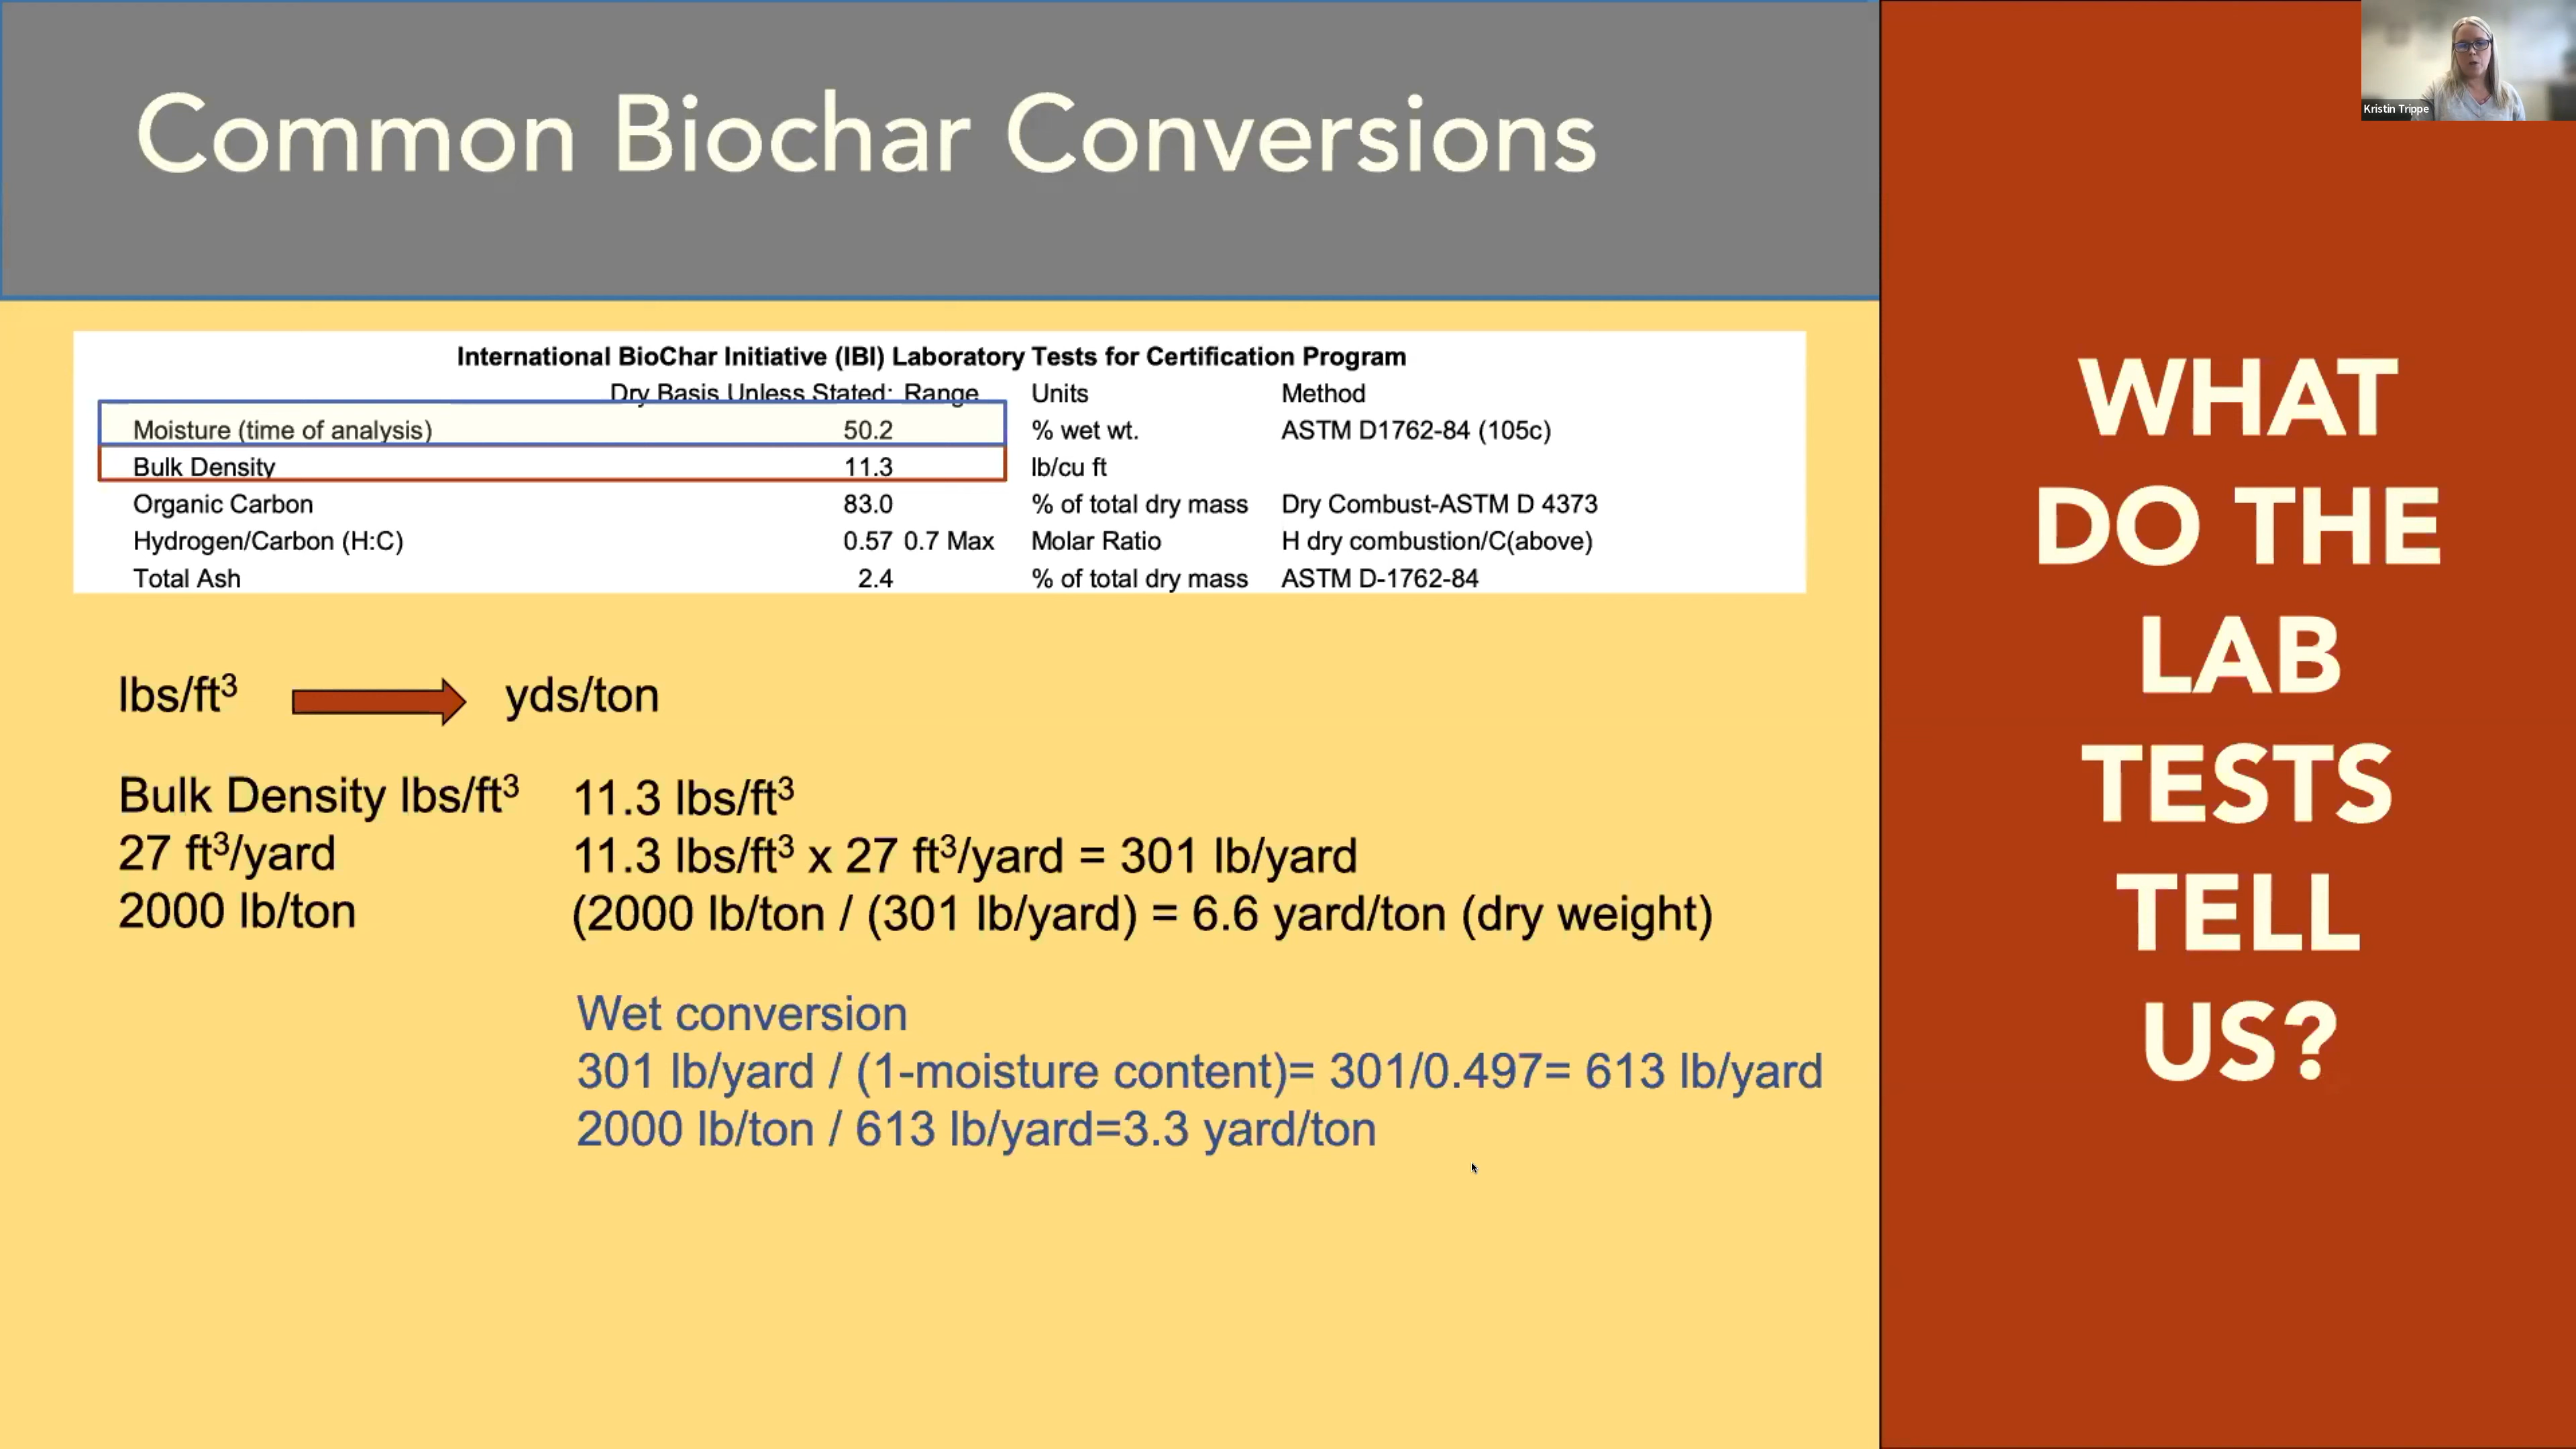 Common Biochar Conversions
Kristin Trippe
International BioChar Initiative (IBI) Laboratory Tests for Certification Program
Dry Basis Unless Stated: Range Units Method
Moisture (time of analysis) 50.2 % wet wt. ASTM D1762-84 (105c)
Bulk Density 11.3 lb/cu ft
Organic Carbon 83.0 % of total dry mass Dry Combust-ASTM D 4373
Hydrogen/Carbon (H:C) 0.57 0.7 Max Molar Ratio H dry combustion/C(above)
Total Ash 2.4 % of total dry mass ASTM D-1762-84
lbs/ft³ yds/ton
Bulk Density lbs/ft³
27 ft³/yard
2000 lb/ton
11.3 lbs/ft³
11.3 lbs/ft³ x 27 ft³/yard = 301 lb/yard
(2000 lb/ton / (301 lb/yard) = 6.6 yard/ton (dry weight)
Wet conversion
301 lb/yard / (1-moisture content)= 301/0.497= 613 lb/yard
2000 lb/ton / 613 lb/yard=3.3 yard/ton
WHAT
DO THE
LAB
TESTS
TELL
US?